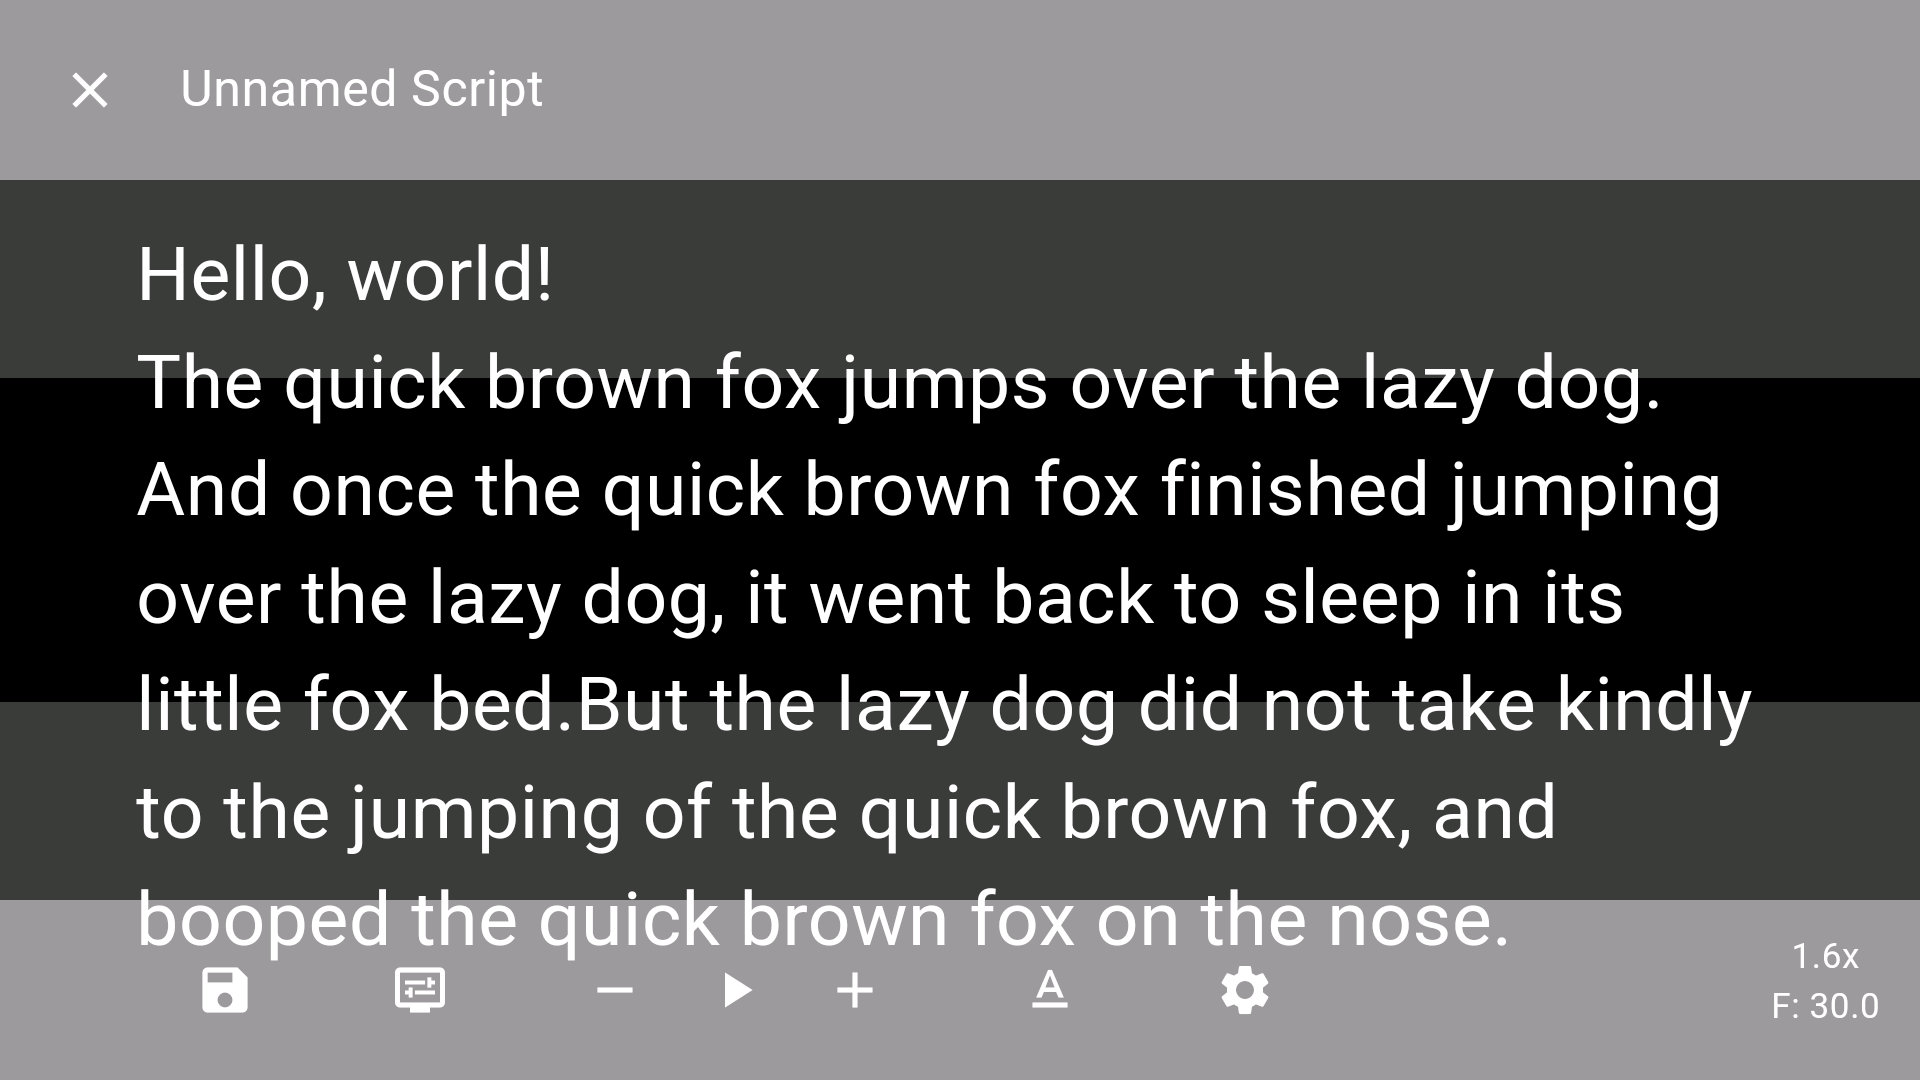 Unnamed Script
Hello, world!
The quick brown fox jumps over the lazy dog.
And once the quick brown fox finished jumping
over the lazy dog, it went back to sleep in its
little fox bed.But the lazy dog did not take kindly
to the jumping of the quick brown fox, and
booped the quick brown fox on the nose.
1.6x
F: 30.0